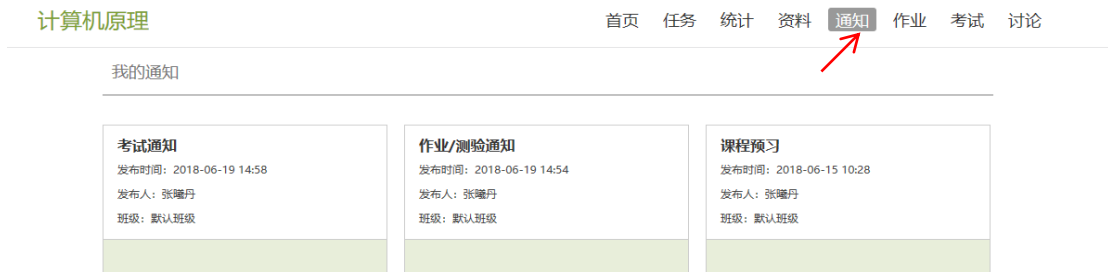 计算机原理 首页 任务 统计 资料 通知 作业 考试 讨论
我的通知
考试通知
发布时间：2018-06-19 14:58
发布人：张曦丹
班级：默认班级
作业/测验通知
发布时间：2018-06-19 14:54
发布人：张曦丹
班级：默认班级
课程预习
发布时间：2018-06-15 10:28
发布人：张曦丹
班级：默认班级